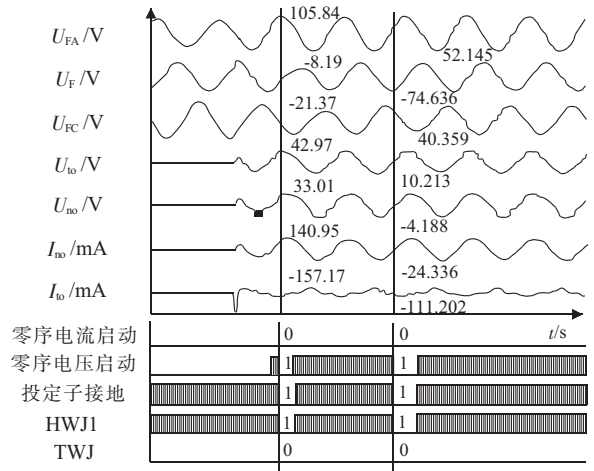 U_FA /V 105.84
52.145
U_F /V -8.19
-74.636
U_FC /V -21.37
40.359
U_to /V 42.97
10.213
U_no /V 33.01
-4.188
I_no /mA 140.95
-24.336
I_to /mA -157.17
-111.202
零序电流启动 0 0 t/s
零序电压启动 1 1
投定子接地 1 1
HWJ1 1 1
TWJ 0 0